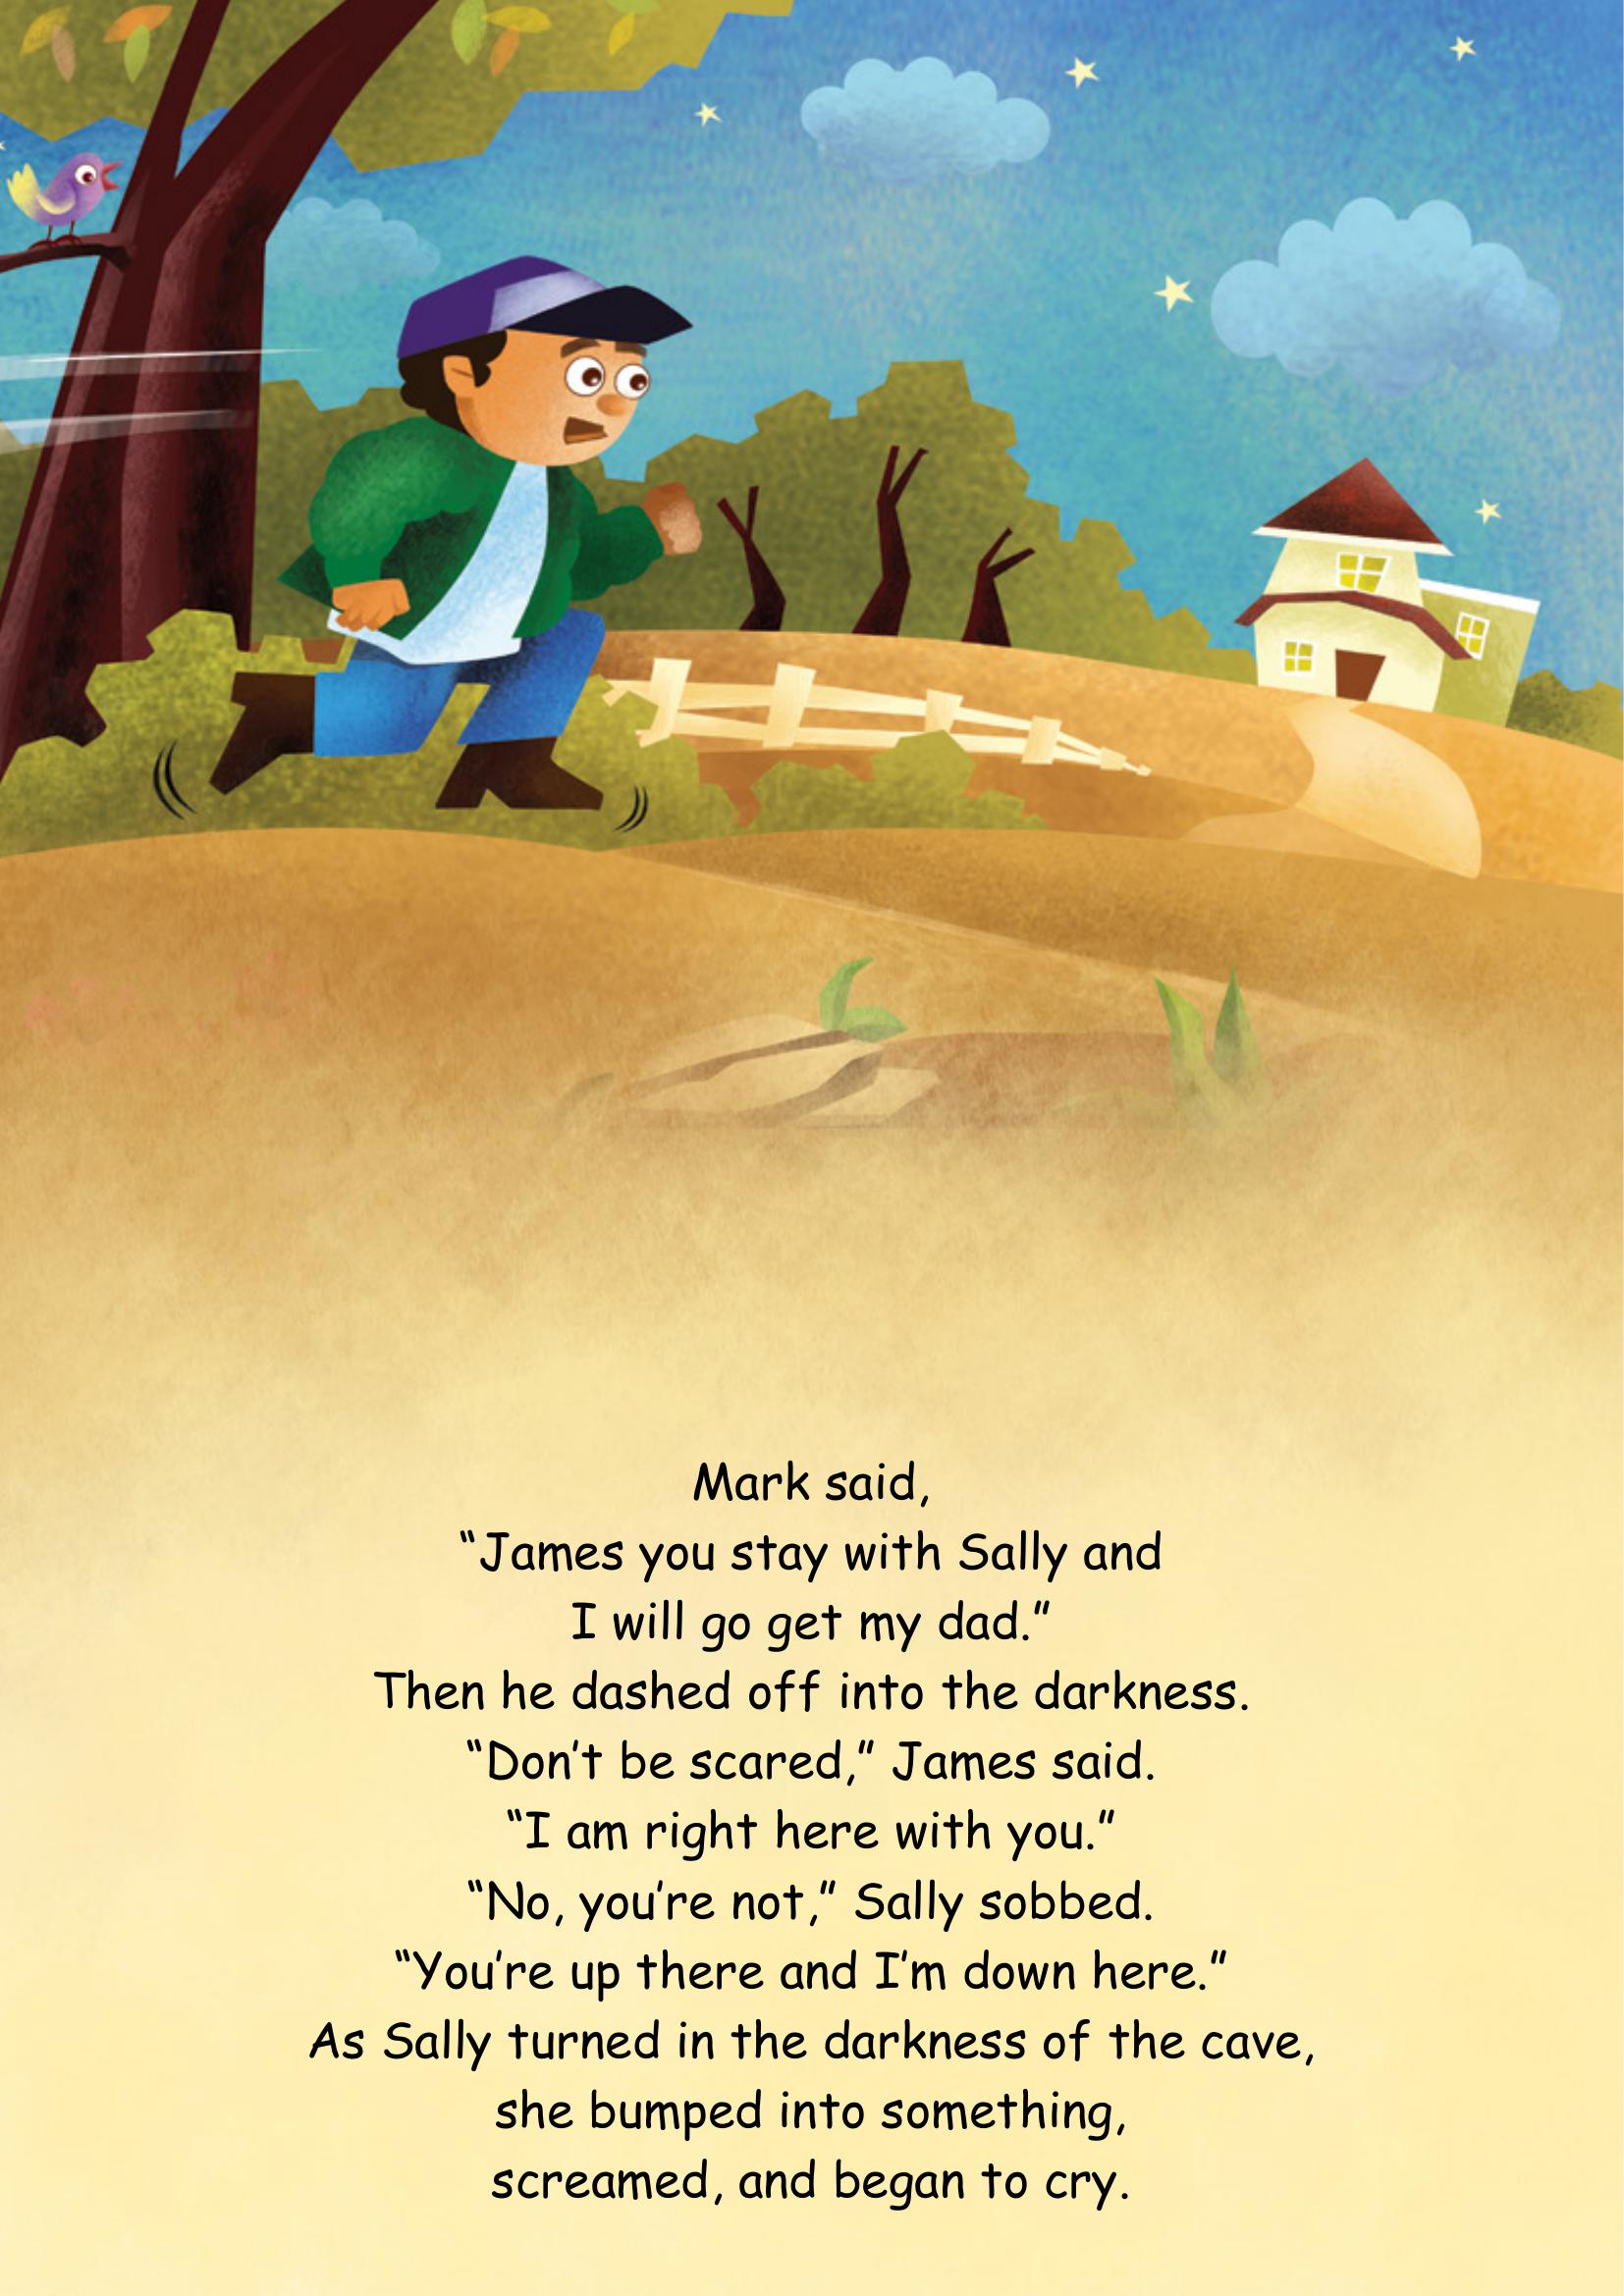 Mark said,
“James you stay with Sally and
I will go get my dad.”
Then he dashed off into the darkness.
“Don’t be scared,” James said.
“I am right here with you.”
“No, you’re not,” Sally sobbed.
“You’re up there and I’m down here.”
As Sally turned in the darkness of the cave,
she bumped into something,
screamed, and began to cry.